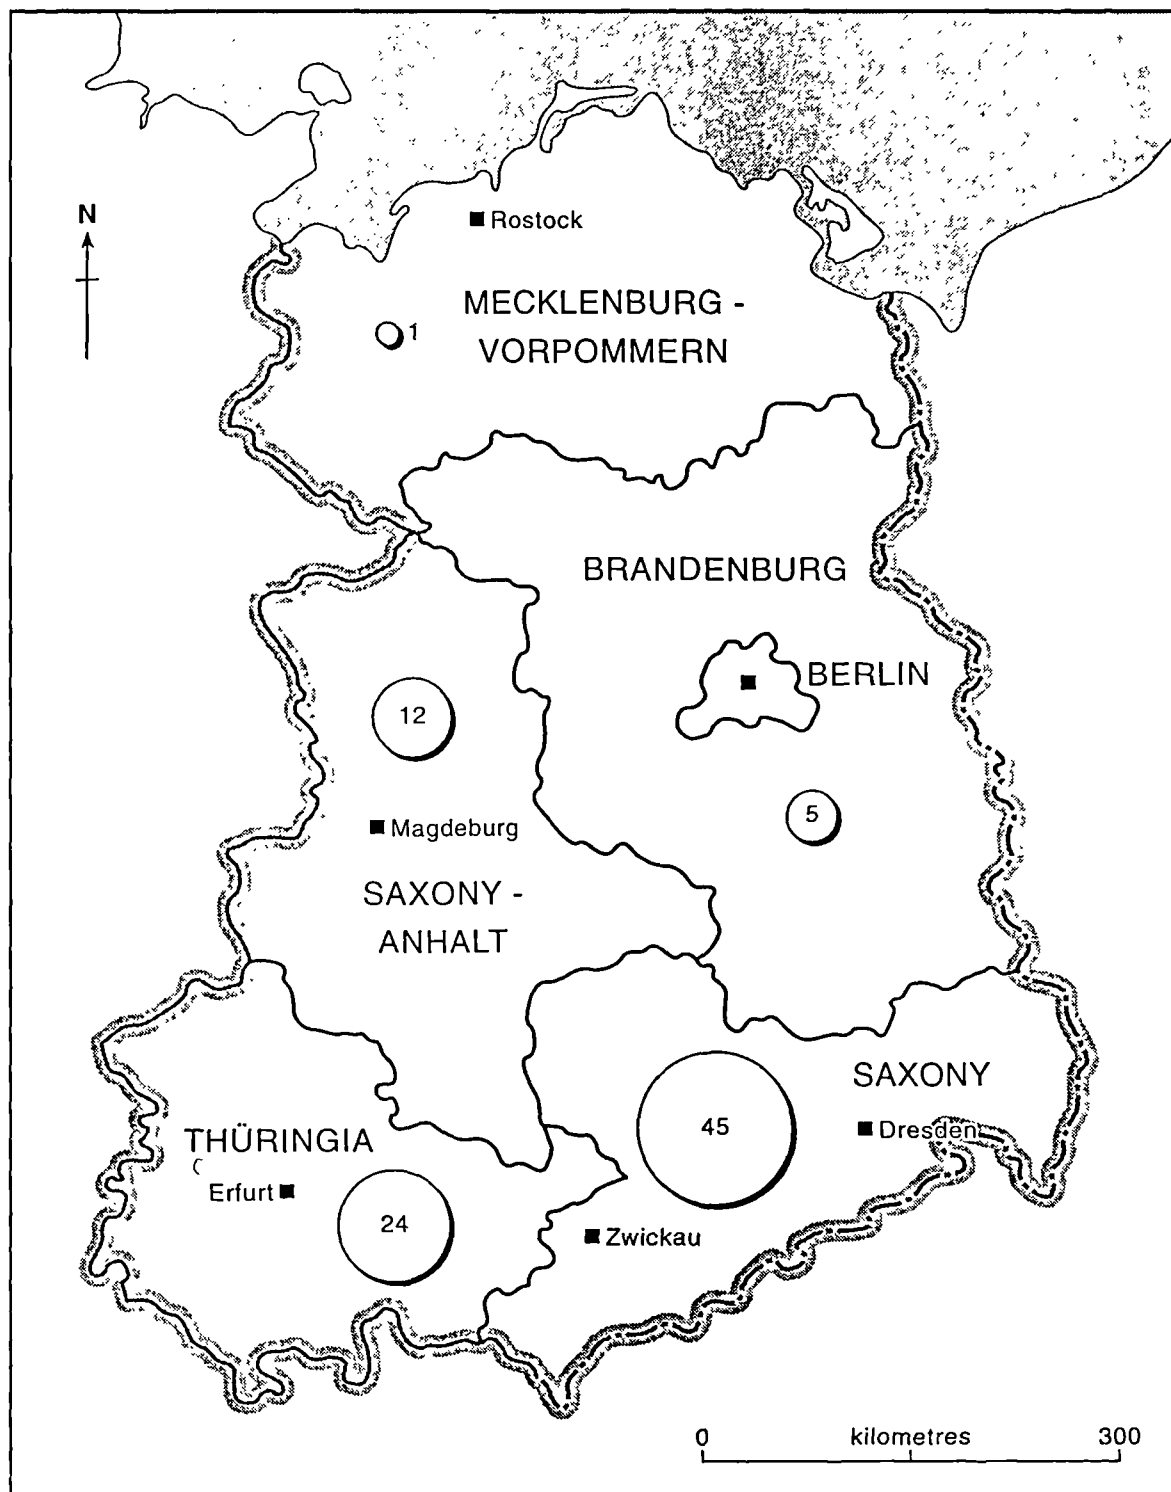 N
Rostock
MECKLENBURG -
VORPOMMERN
1
BRANDENBURG
BERLIN
12
5
Magdeburg
SAXONY -
ANHALT
SAXONY
45
Dresden
THÜRINGIA
Erfurt
24
Zwickau
0 kilometres 300